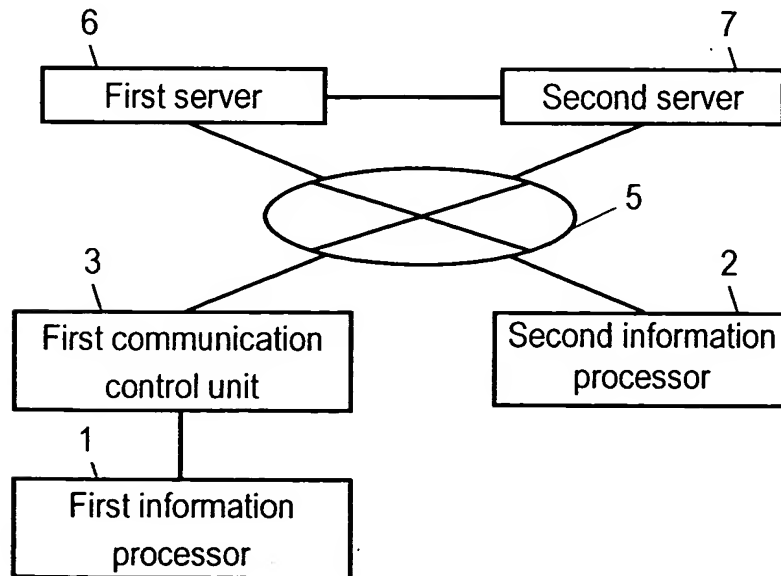 6
7
First server
Second server
5
3
2
First communication
control unit
Second information
processor
1
First information
processor